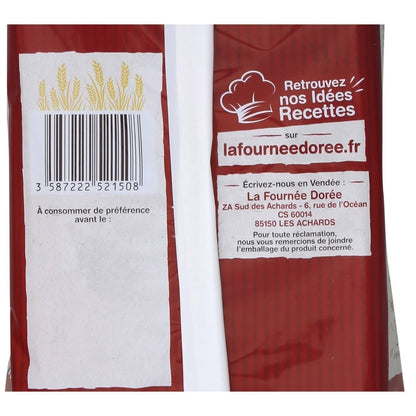 3 587222 521508
À consommer de préférence
avant le :
Retrouvez
nos Idées
Recettes
sur
lafourneedoree.fr
Écrivez-nous en Vendée :
La Fournée Dorée
ZA Sud des Achards - 6, rue de l'Océan
CS 60014
85150 LES ACHARDS
Pour toute réclamation,
nous vous remercions de joindre
l'emballage du produit concerné.